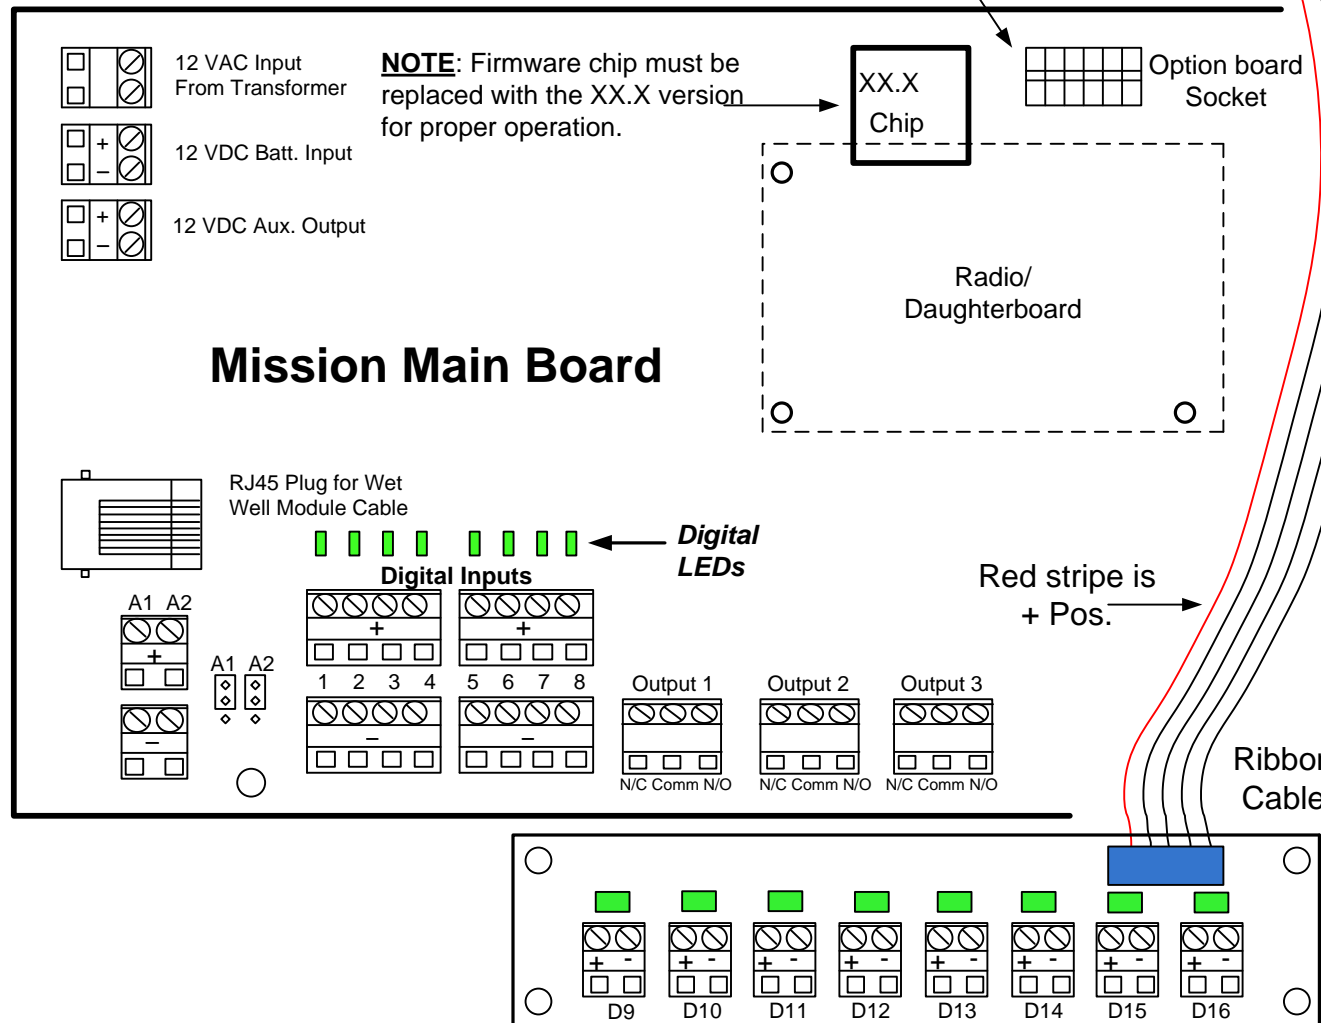 12 VAC Input
From Transformer
12 VDC Batt. Input
12 VDC Aux. Output
NOTE: Firmware chip must be
replaced with the XX.X version
for proper operation.
XX.X
Chip
Option board
Socket
Radio/
Daughterboard
Mission Main Board
RJ45 Plug for Wet
Well Module Cable
Digital
LEDs
Digital Inputs
Red stripe is
+ Pos.
A1 A2
A1 A2
1 2 3 4 5 6 7 8
Output 1 Output 2 Output 3
N/C Comm N/O N/C Comm N/O N/C Comm N/O
Ribbon
Cable
+ - + - + - + - + - + - + - + -
D9 D10 D11 D12 D13 D14 D15 D16